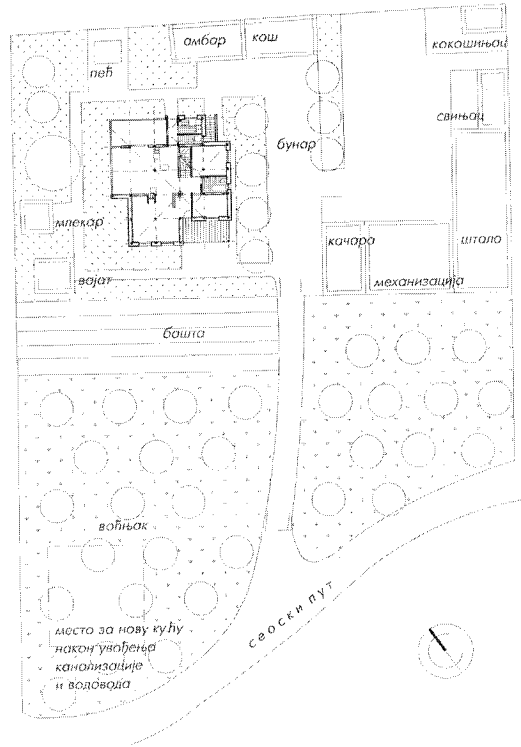 амбар
кош
кокошињац
пећ
свињац
бунар
млекар
качара
штала
вајат
механизација
башта
воћњак
место за нову кућу
након увођења
канализације
и водовода
сеоски пут